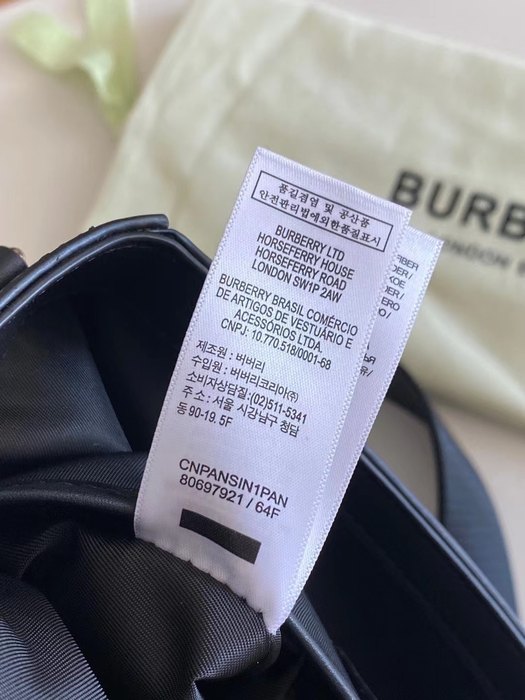 품질경영 및 공산품
안전관리법에의한품질표시
BURBERRY LTD
HORSEFERRY HOUSE
HORSEFERRY ROAD
LONDON SW1P 2AW
BURBERRY BRASIL COMÉRCIO
DE ARTIGOS DE VESTUÁRIO E
ACESSORIOS LTDA
CNPJ: 10.770.518/0001-68
제조원 : 버버리
수입원 : 버버리코리아㈜
소비자상담질:(02)511-5341
주 소 : 서울 시강남구 청담
동 90-19.5F
CNPANSIN1PAN
80697921 / 64F
BURB
LONDON